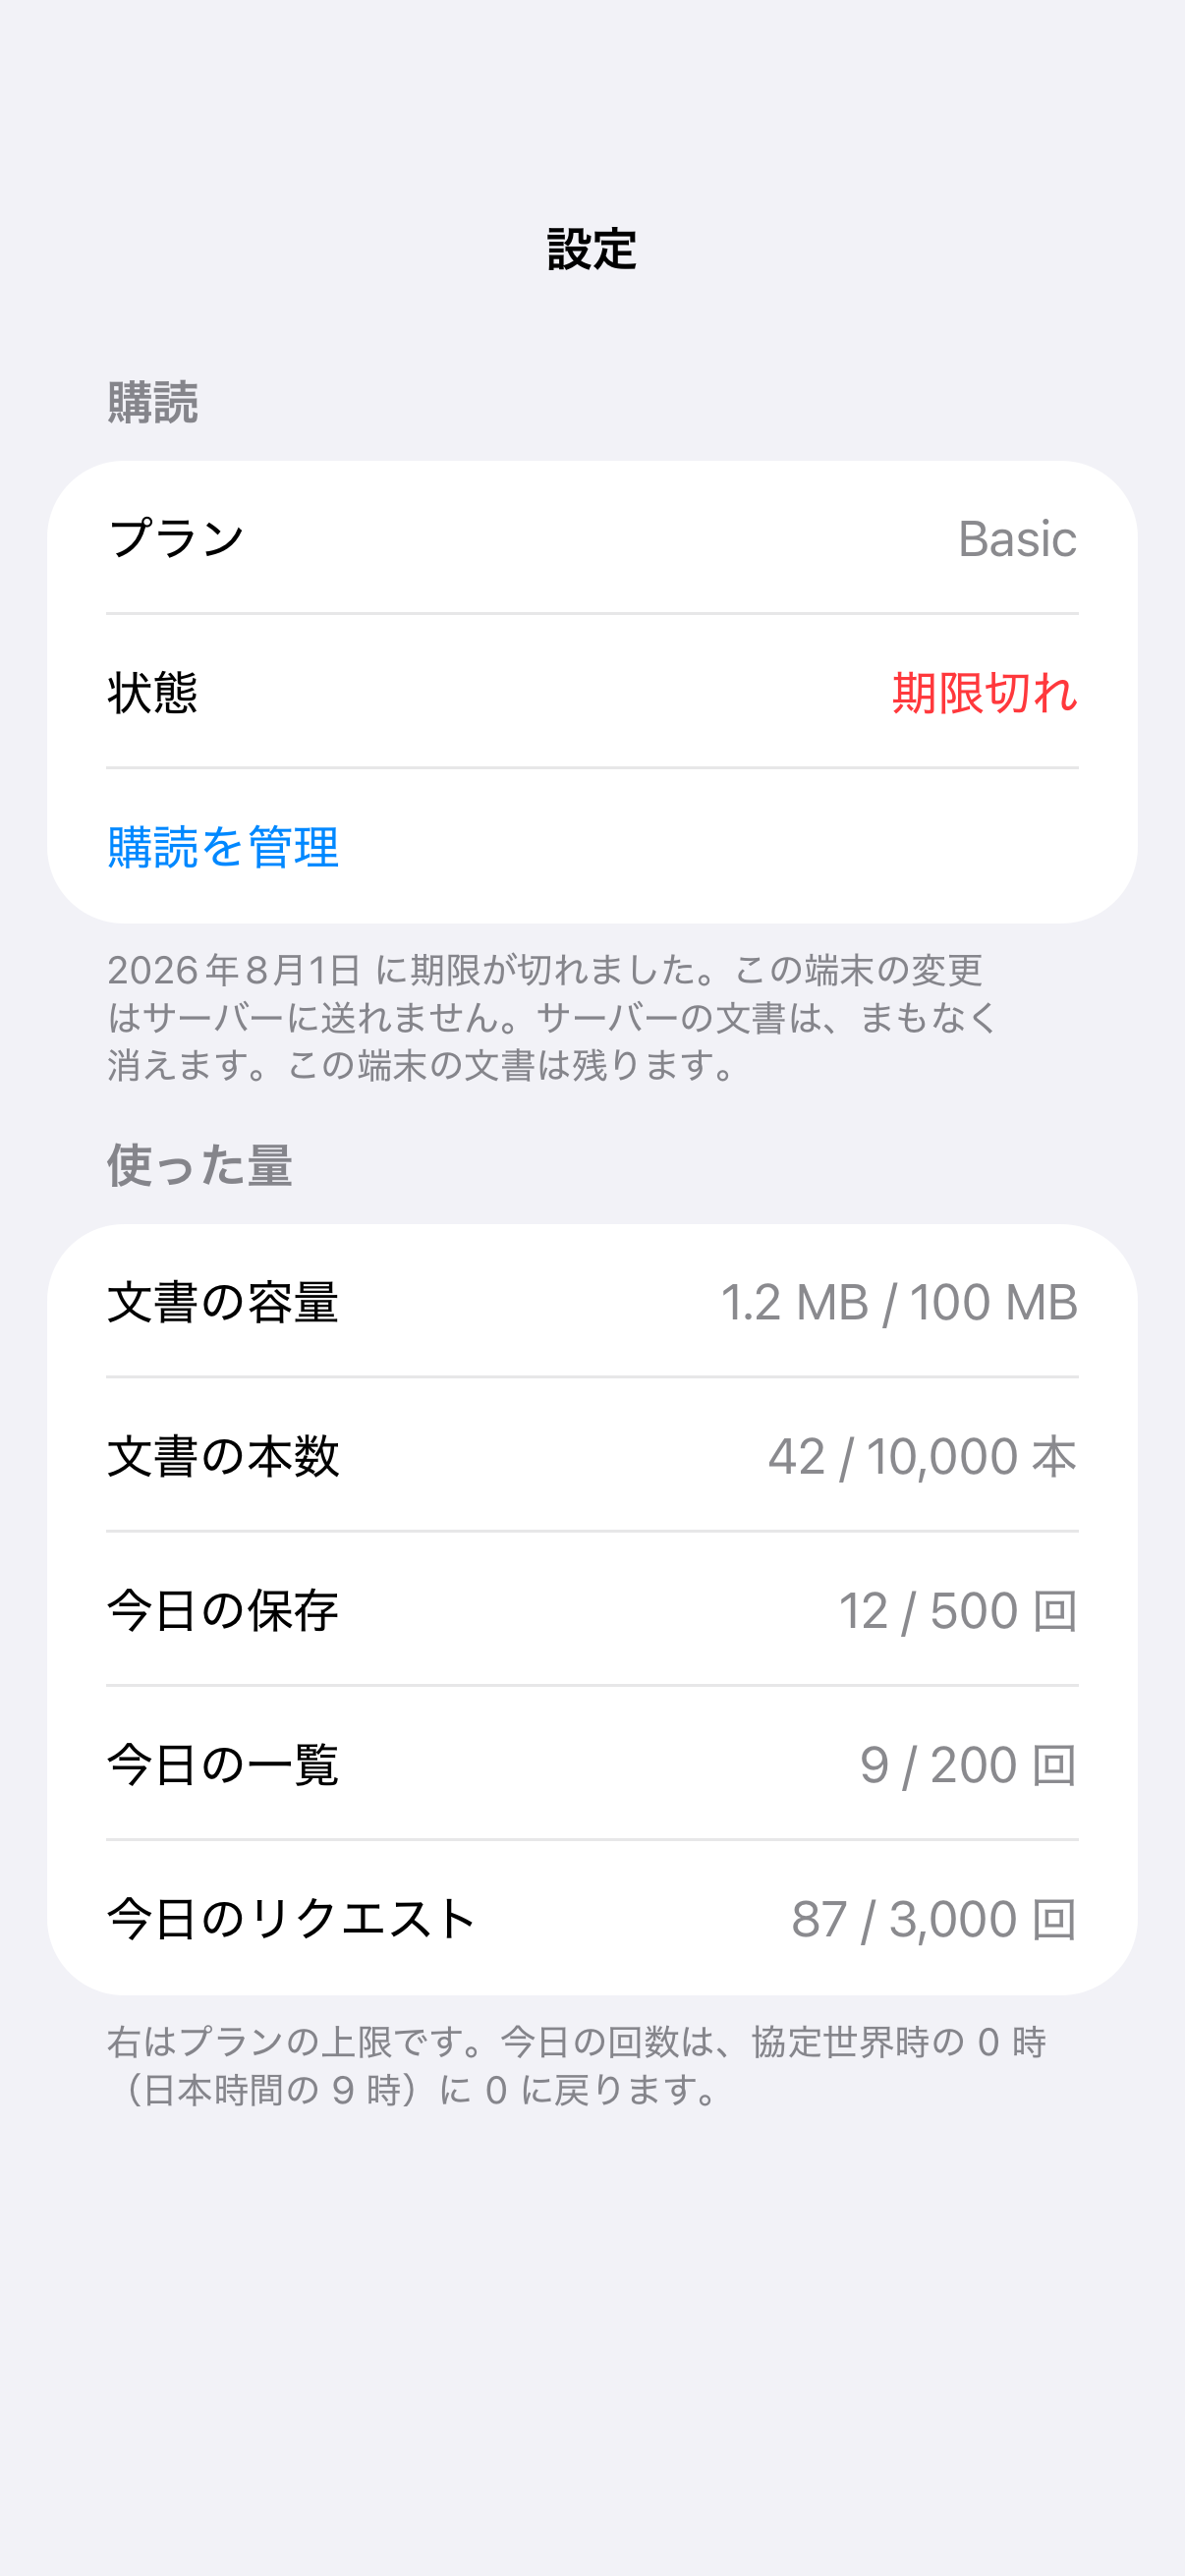 設定
購読
プラン Basic
状態 期限切れ
購読を管理
2026年8月1日 に期限が切れました。この端末の変更
はサーバーに送れません。サーバーの文書は、まもなく
消えます。この端末の文書は残ります。
使った量
文書の容量 1.2 MB / 100 MB
文書の本数 42 / 10,000 本
今日の保存 12 / 500 回
今日の一覧 9 / 200 回
今日のリクエスト 87 / 3,000 回
右はプランの上限です。今日の回数は、協定世界時の 0 時
（日本時間の 9 時）に 0 に戻ります。